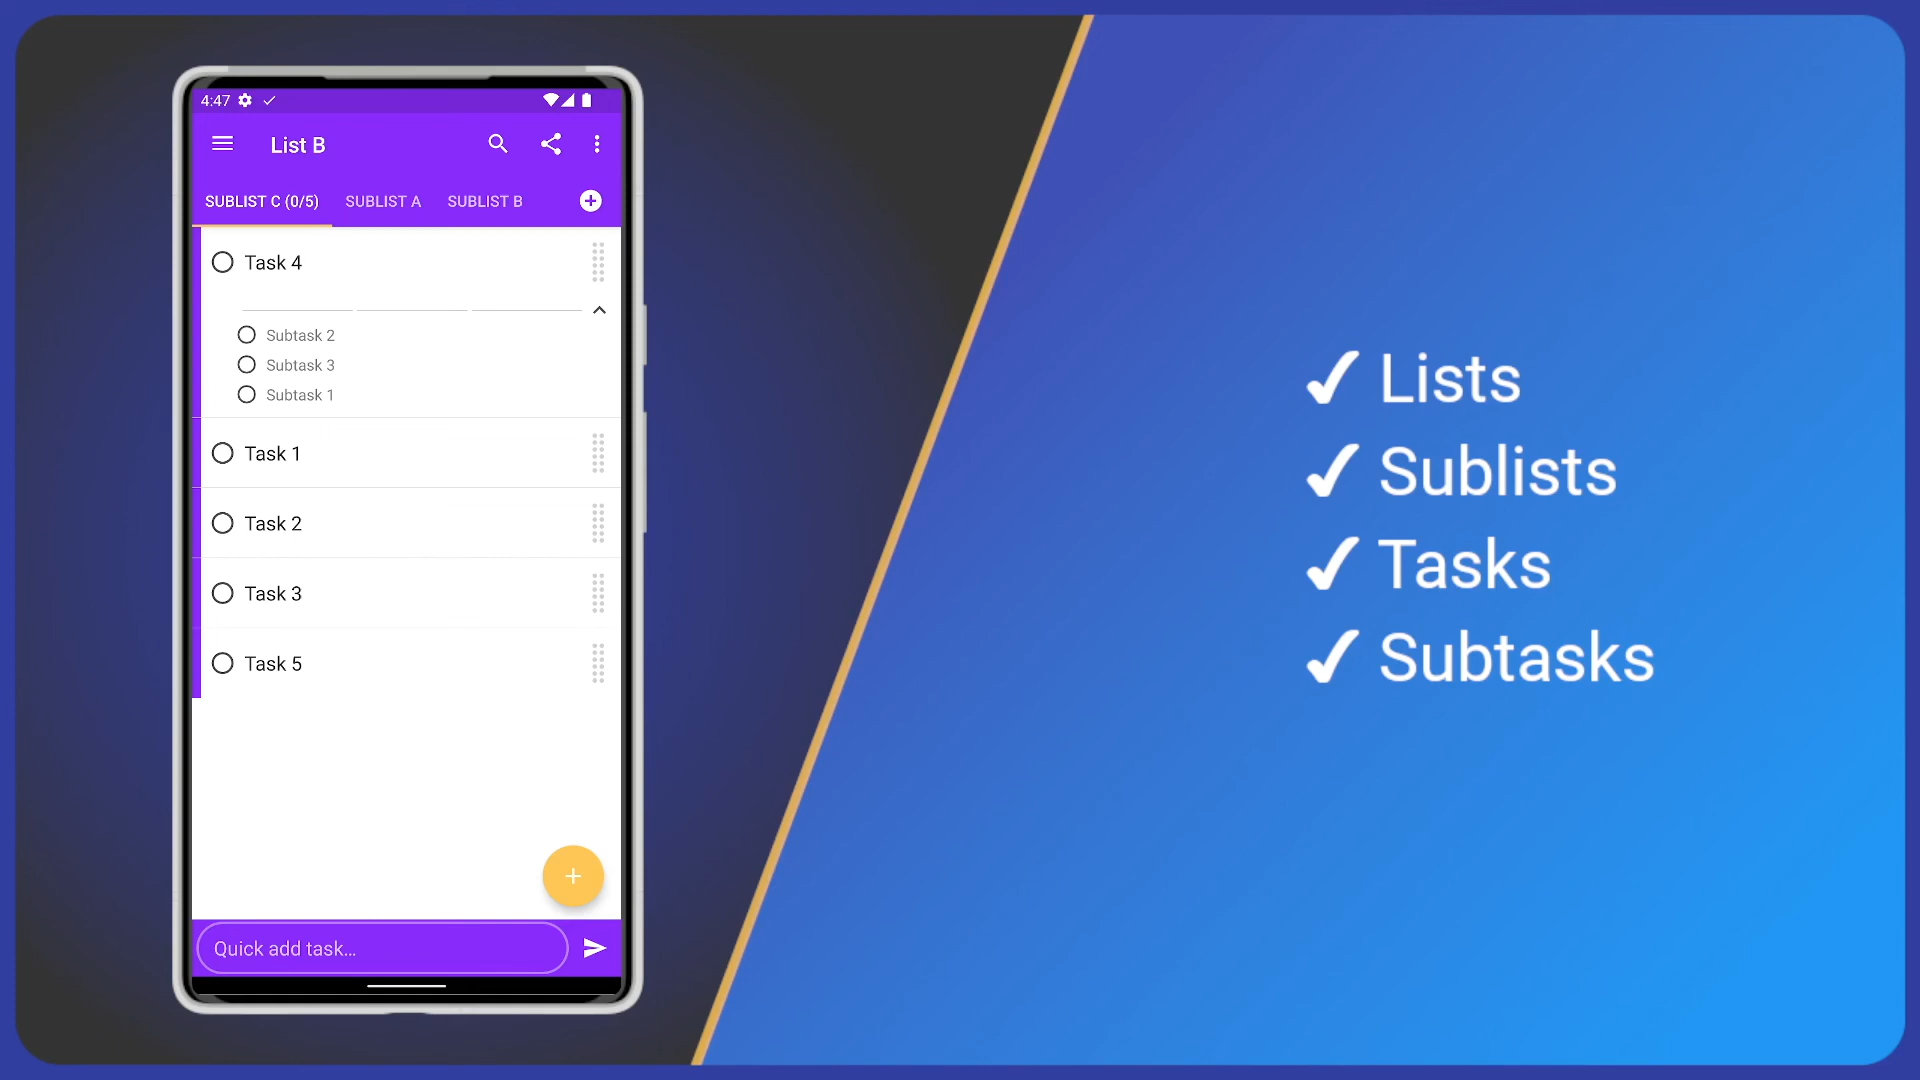 4:47
List B
SUBLIST C (0/5) SUBLIST A SUBLIST B
Task 4
Subtask 2
Subtask 3
Subtask 1
Task 1
Task 2
Task 3
Task 5
Quick add task...
Lists
Sublists
Tasks
Subtasks